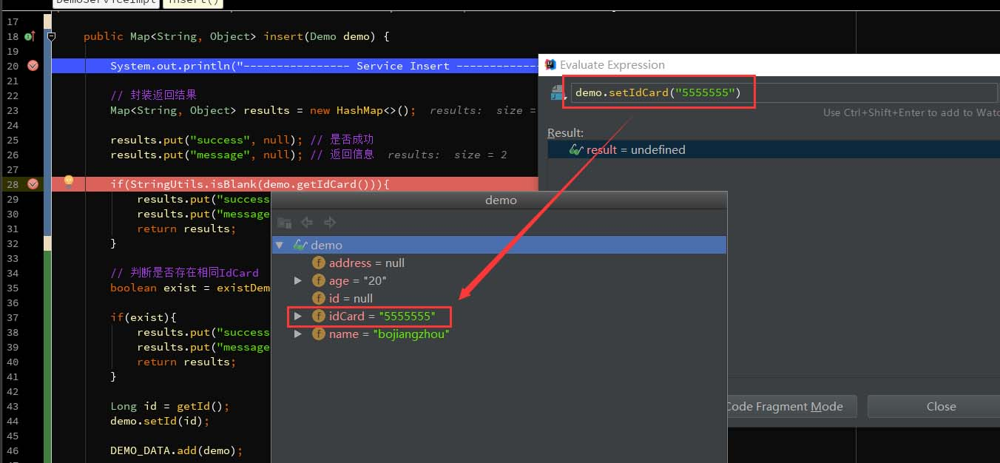 DemoServiceImpl insert()
17
18 public Map<String, Object> insert(Demo demo) {
19
20 System.out.println("---------------- Service Insert -------------
21
22 // 封装返回结果
23 Map<String, Object> results = new HashMap<>(); results: size =
24
25 results.put("success", null); // 是否成功
26 results.put("message", null); // 返回信息 results: size = 2
27
28 if(StringUtils.isBlank(demo.getIdCard())){
29 results.put("success
30 results.put("message
31 return results;
32 }
33
34 // 判断是否存在相同IdCard
35 boolean exist = existDem
36
37 if(exist){
38 results.put("success
39 results.put("message
40 return results;
41 }
42
43 Long id = getId();
44 demo.setId(id);
45
46 DEMO_DATA.add(demo);
Evaluate Expression
demo.setIdCard("5555555")
Use Ctrl+Shift+Enter to add to Watc
Result:
result = undefined
Code Fragment Mode
Close
demo
demo
f address = null
f age = "20"
f id = null
f idCard = "5555555"
f name = "bojiangzhou"